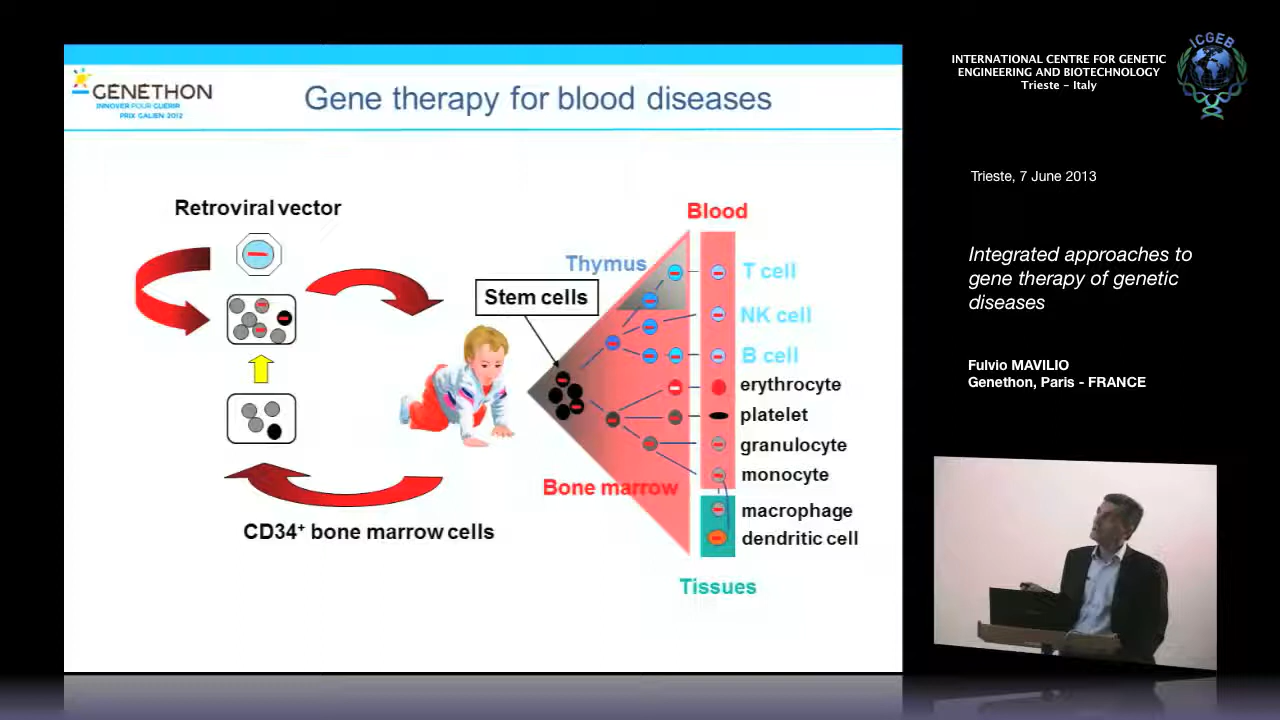 GENETHON
INNOVER POUR GUÉRIR
PRIX GALIEN 2012
Gene therapy for blood diseases
Retroviral vector
CD34+ bone marrow cells
Stem cells
Thymus
Bone marrow
Blood
T cell
NK cell
B cell
erythrocyte
platelet
granulocyte
monocyte
macrophage
dendritic cell
Tissues
INTERNATIONAL CENTRE FOR GENETIC
ENGINEERING AND BIOTECHNOLOGY
Trieste - Italy
ICGEB
Trieste, 7 June 2013
Integrated approaches to
gene therapy of genetic
diseases
Fulvio MAVILIO
Genethon, Paris - FRANCE